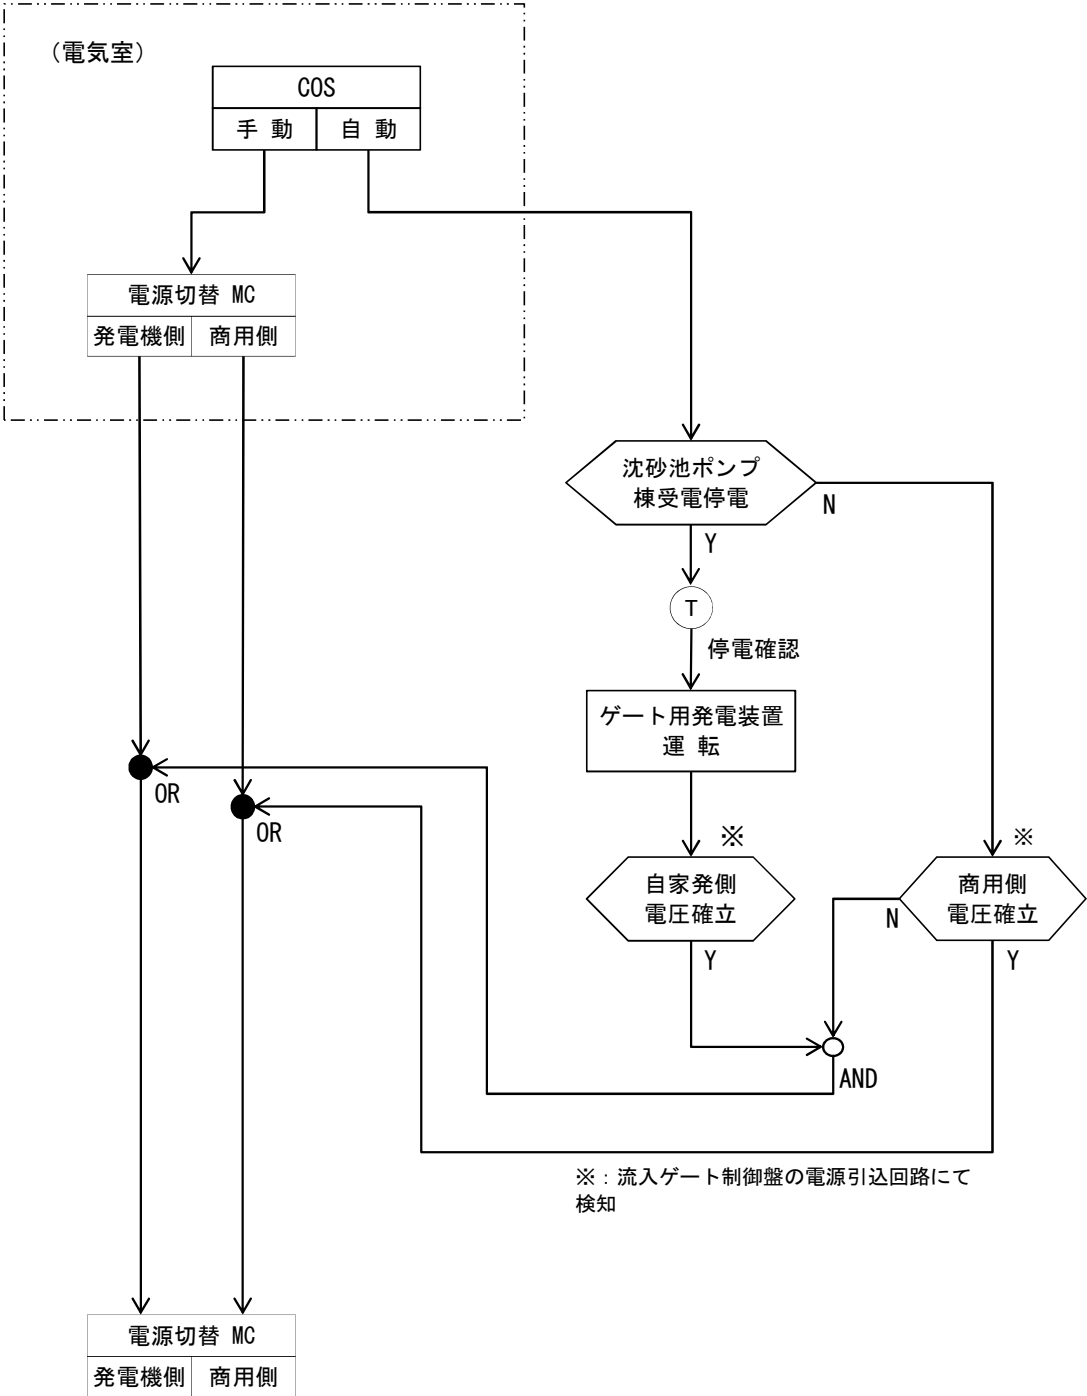 （電気室）
COS
手 動
自 動
電源切替 MC
発電機側
商用側
沈砂池ポンプ
棟受電停電
N
Y
T
停電確認
ゲート用発電装置
運 転
OR
OR
※
※
自家発側
電圧確立
商用側
電圧確立
N
Y
Y
AND
※：流入ゲート制御盤の電源引込回路にて
検知
電源切替 MC
発電機側
商用側